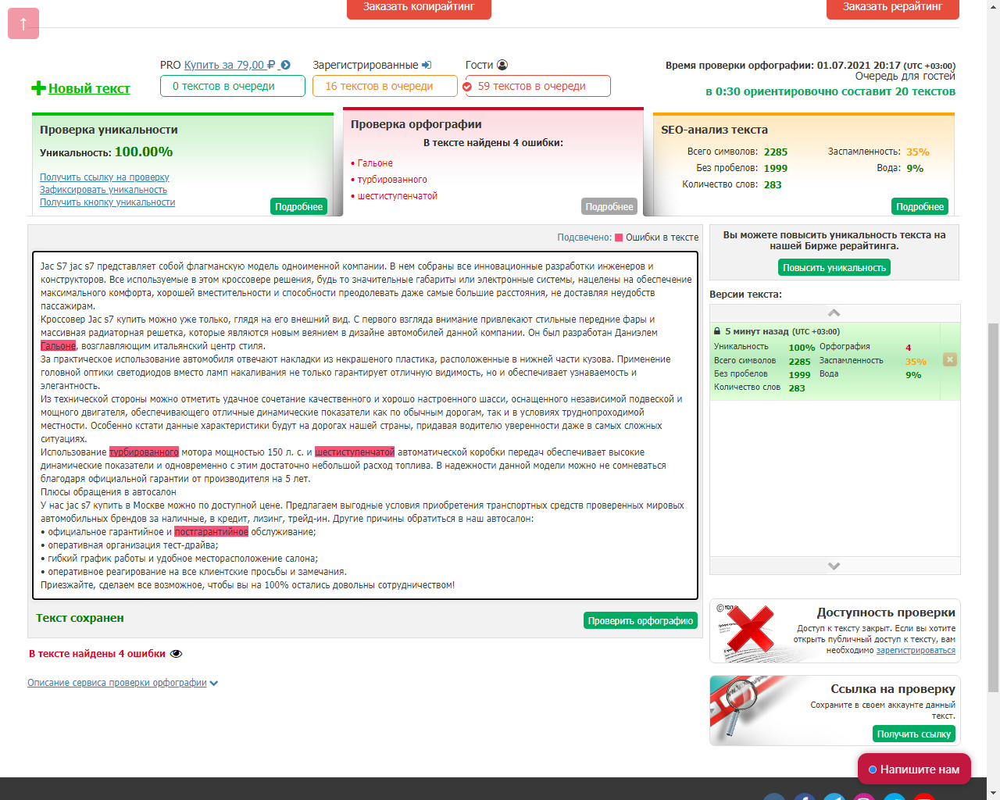 Заказать копирайтинг
Заказать рерайтинг
↑
PRO Купить за 79,00 ₽
Зарегистрированные
Гости
Время проверки орфографии: 01.07.2021 20:17 (UTC +03:00)
Очередь для гостей
Новый текст
0 текстов в очереди
16 текстов в очереди
59 текстов в очереди
в 0:30 ориентировочно составит 20 текстов
Проверка уникальности
Уникальность: 100.00%
Получить ссылку на проверку
Зафиксировать уникальность
Получить кнопку уникальности
Подробнее
Проверка орфографии
В тексте найдены 4 ошибки:
• Гальоне
• турбированного
• шестиступенчатой
Подробнее
SEO-анализ текста
Всего символов: 2285
Заспамленность: 35%
Без пробелов: 1999
Вода: 9%
Количество слов: 283
Подробнее
Подсвечено: Ошибки в тексте
Jac S7 jac s7 представляет собой флагманскую модель одноименной компании. В нем собраны все инновационные разработки инженеров и
конструкторов. Все используемые в этом кроссовере решения, будь то значительные габариты или электронные системы, нацелены на обеспечение
максимального комфорта, хорошей вместительности и способности преодолевать даже самые большие расстояния, не доставляя неудобств
пассажирам.
Кроссовер Jac s7 купить можно уже только, глядя на его внешний вид. С первого взгляда внимание привлекают стильные передние фары и
массивная радиаторная решетка, которые являются новым веянием в дизайне автомобилей данной компании. Он был разработан Даниэлем
Гальоне, возглавляющим итальянский центр стиля.
За практическое использование автомобиля отвечают накладки из некрашеного пластика, расположенные в нижней части кузова. Применение
головной оптики светодиодов вместо ламп накаливания не только гарантирует отличную видимость, но и обеспечивает узнаваемость и
элегантность.
Из технической стороны можно отметить удачное сочетание качественного и хорошо настроенного шасси, оснащенного независимой подвеской и
мощного двигателя, обеспечивающего отличные динамические показатели как по обычным дорогам, так и в условиях труднопроходимой
местности. Особенно кстати данные характеристики будут на дорогах нашей страны, придавая водителю уверенности даже в самых сложных
ситуациях.
Использование турбированного мотора мощностью 150 л. с. и шестиступенчатой автоматической коробки передач обеспечивает высокие
динамические показатели и одновременно с этим достаточно небольшой расход топлива. В надежности данной модели можно не сомневаться
благодаря официальной гарантии от производителя на 5 лет.
Плюсы обращения в автосалон
У нас jac s7 купить в Москве можно по доступной цене. Предлагаем выгодные условия приобретения транспортных средств проверенных мировых
автомобильных брендов за наличные, в кредит, лизинг, трейд-ин. Другие причины обратиться в наш автосалон:
• официальное гарантийное и постгарантийное обслуживание;
• оперативная организация тест-драйва;
• гибкий график работы и удобное месторасположение салона;
• оперативное реагирование на все клиентские просьбы и замечания.
Приезжайте, сделаем все возможное, чтобы вы на 100% остались довольны сотрудничеством!
Текст сохранен
Проверить орфографию
В тексте найдены 4 ошибки
Описание сервиса проверки орфографии
Вы можете повысить уникальность текста на
нашей Бирже рерайтинга.
Повысить уникальность
Версии текста:
5 минут назад (UTC +03:00)
Уникальность 100% Орфография 4
Всего символов 2285 Заспамленность 35%
Без пробелов 1999 Вода 9%
Количество слов 283
Доступность проверки
Доступ к тексту закрыт. Если вы хотите
открыть публичный доступ к тексту, вам
необходимо зарегистрироваться
Ссылка на проверку
Сохраните в своем аккаунте данный
текст.
Получить ссылку
Напишите нам